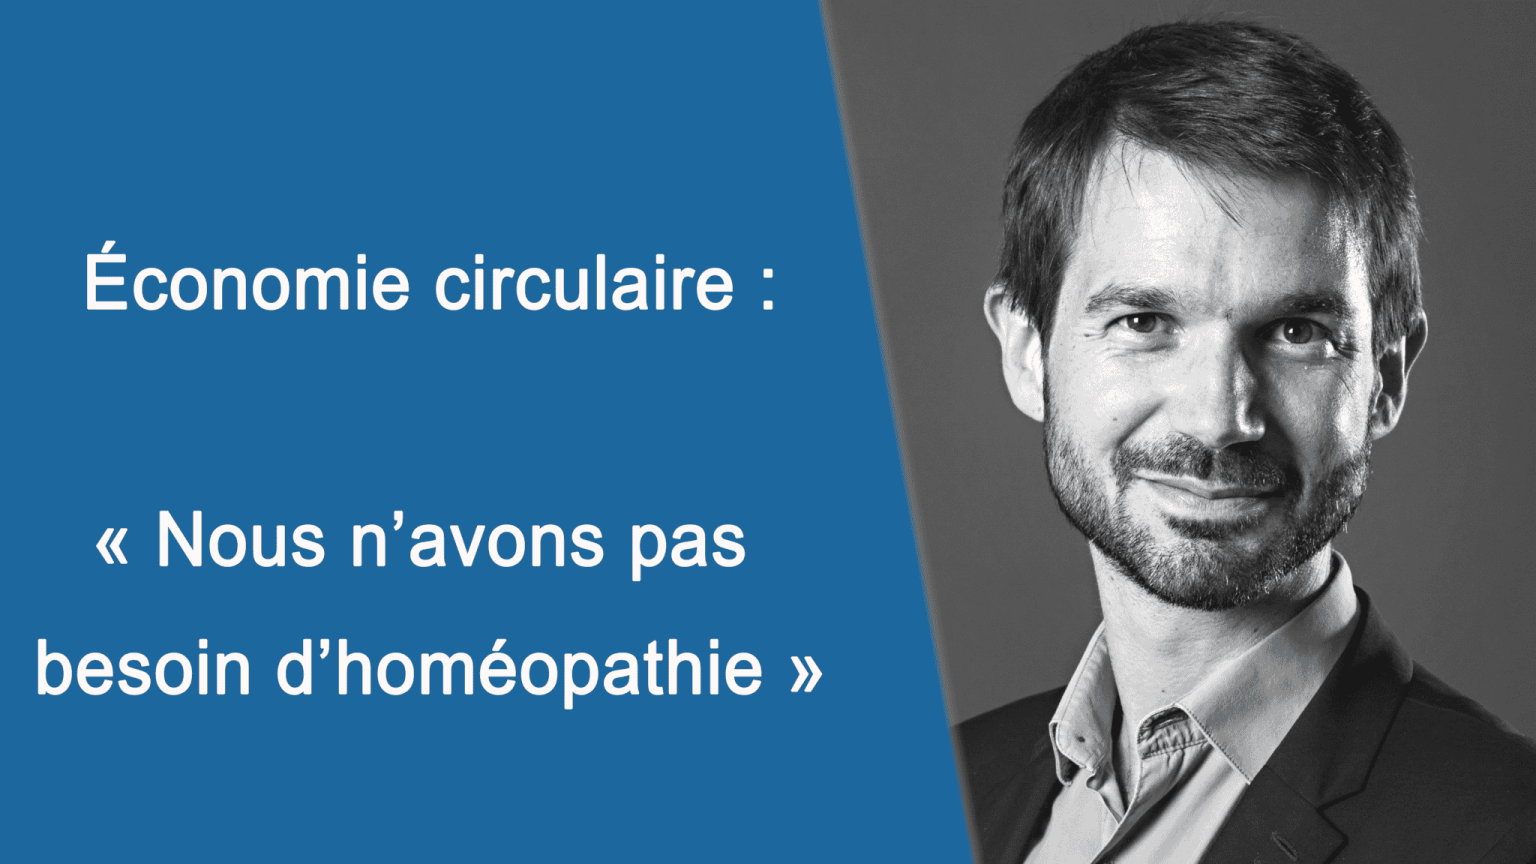 Économie circulaire :
« Nous n’avons pas
besoin d’homéopathie »